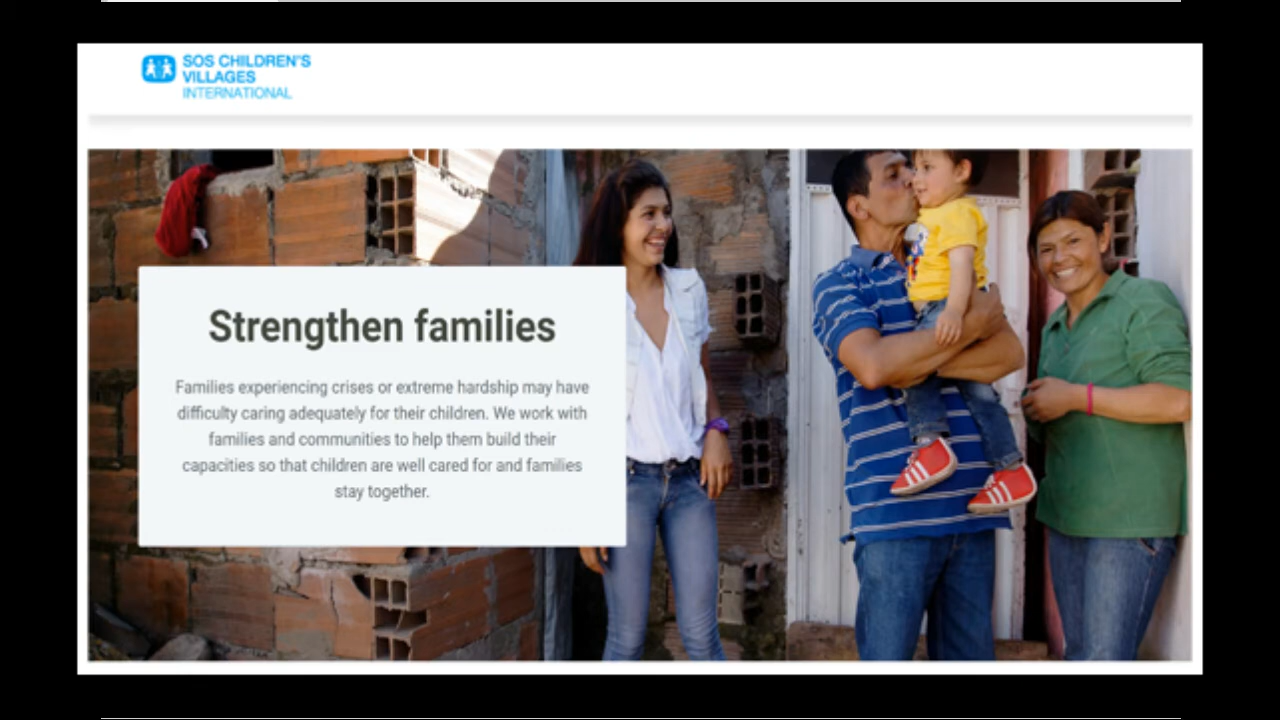 SOS CHILDREN'S
VILLAGES
INTERNATIONAL
Strengthen families
Families experiencing crises or extreme hardship may have
difficulty caring adequately for their children. We work with
families and communities to help them build their
capacities so that children are well cared for and families
stay together.